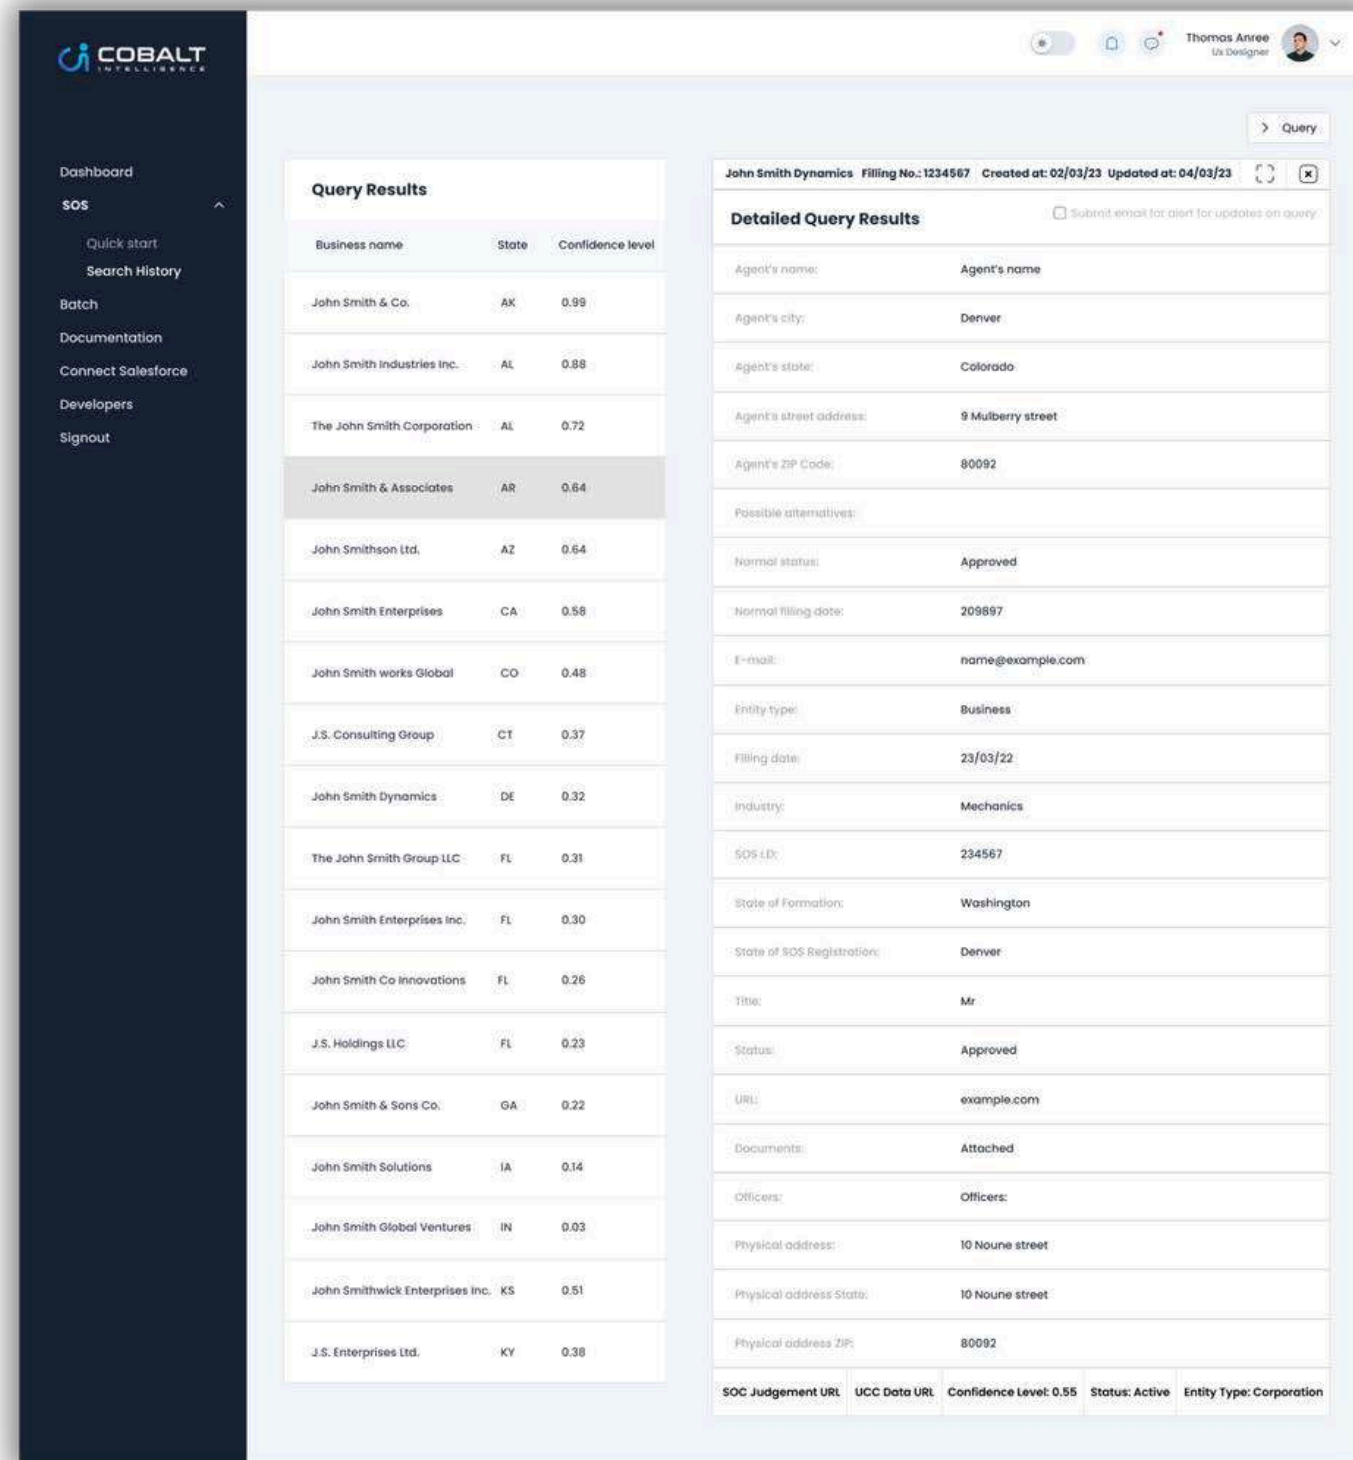 COBALT
INTELLIGENCE
Thomas Anree
Ux Designer
Query
Dashboard
SOS
Quick start
Search History
Batch
Documentation
Connect Salesforce
Developers
Signout
Query Results
Business name State Confidence level
John Smith & Co. AK 0.99
John Smith Industries Inc. AL 0.88
The John Smith Corporation AL 0.72
John Smith & Associates AR 0.64
John Smithson Ltd. AZ 0.64
John Smith Enterprises CA 0.58
John Smith works Global CO 0.48
J.S. Consulting Group CT 0.37
John Smith Dynamics DE 0.32
The John Smith Group LLC FL 0.31
John Smith Enterprises Inc. FL 0.30
John Smith Co Innovations FL 0.26
J.S. Holdings LLC FL 0.23
John Smith & Sons Co. GA 0.22
John Smith Solutions IA 0.14
John Smith Global Ventures IN 0.03
John Smithwick Enterprises Inc. KS 0.51
J.S. Enterprises Ltd. KY 0.38
John Smith Dynamics Filling No.: 1234567 Created at: 02/03/23 Updated at: 04/03/23
Detailed Query Results Submit email for alert for updates on query
Agent's name: Agent's name
Agent's city: Denver
Agent's state: Colorado
Agent's street address: 9 Mulberry street
Agent's ZIP Code: 80092
Possible alternatives:
Normal status: Approved
Normal filling date: 209897
E-mail: name@example.com
Entity type: Business
Filling date: 23/03/22
Industry: Mechanics
SOS I.D: 234567
State of Formation: Washington
State of SOS Registration: Denver
Title: Mr
Status: Approved
URL: example.com
Documents: Attached
Officers: Officers:
Physical address: 10 Noune street
Physical address State: 10 Noune street
Physical address ZIP: 80092
SOC Judgement URL UCC Data URL Confidence Level: 0.55 Status: Active Entity Type: Corporation